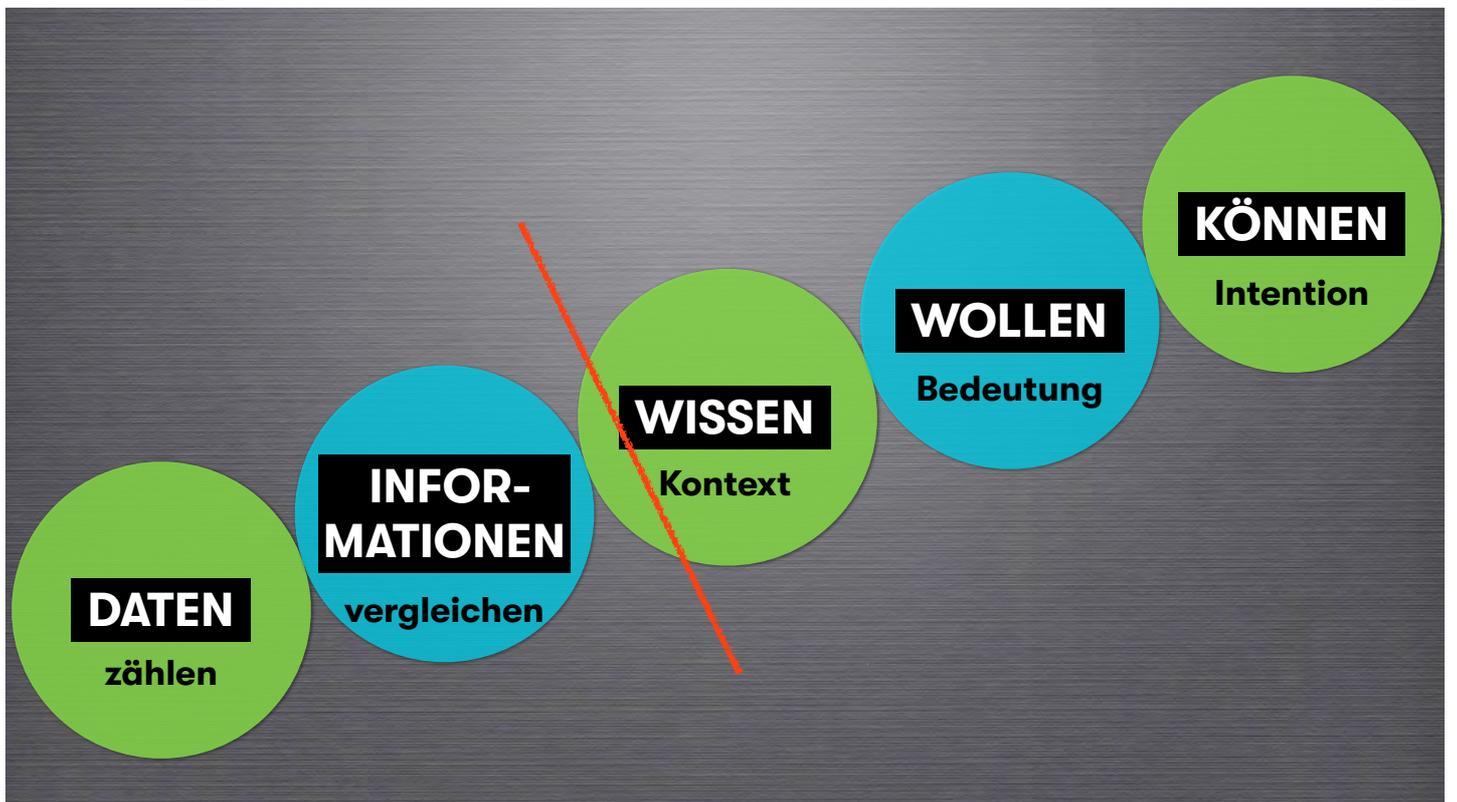 DATEN
zählen
INFOR-
MATIONEN
vergleichen
WISSEN
Kontext
WOLLEN
Bedeutung
KÖNNEN
Intention